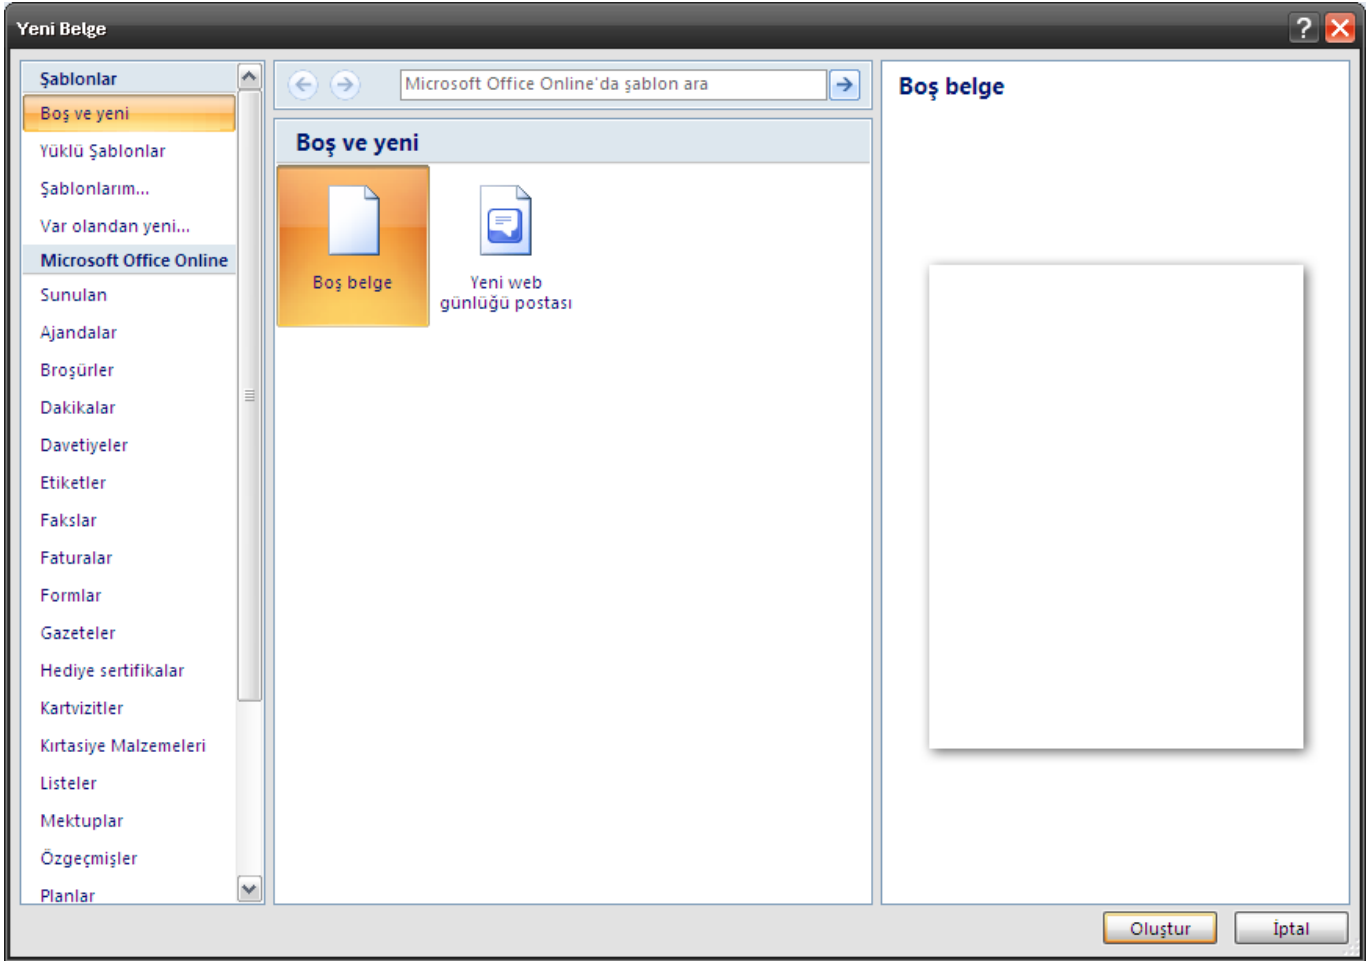 Yeni Belge
Şablonlar
Boş ve yeni
Yüklü Şablonlar
Şablonlarım...
Var olandan yeni...
Microsoft Office Online
Sunulan
Ajandalar
Broşürler
Dakikalar
Davetiyeler
Etiketler
Fakslar
Faturalar
Formlar
Gazeteler
Hediye sertifikalar
Kartvizitler
Kırtasiye Malzemeleri
Listeler
Mektuplar
Özgeçmişler
Planlar
Microsoft Office Online'da şablon ara
Boş ve yeni
Boş belge
Yeni web
günlüğü postası
Boş belge
Oluştur
İptal